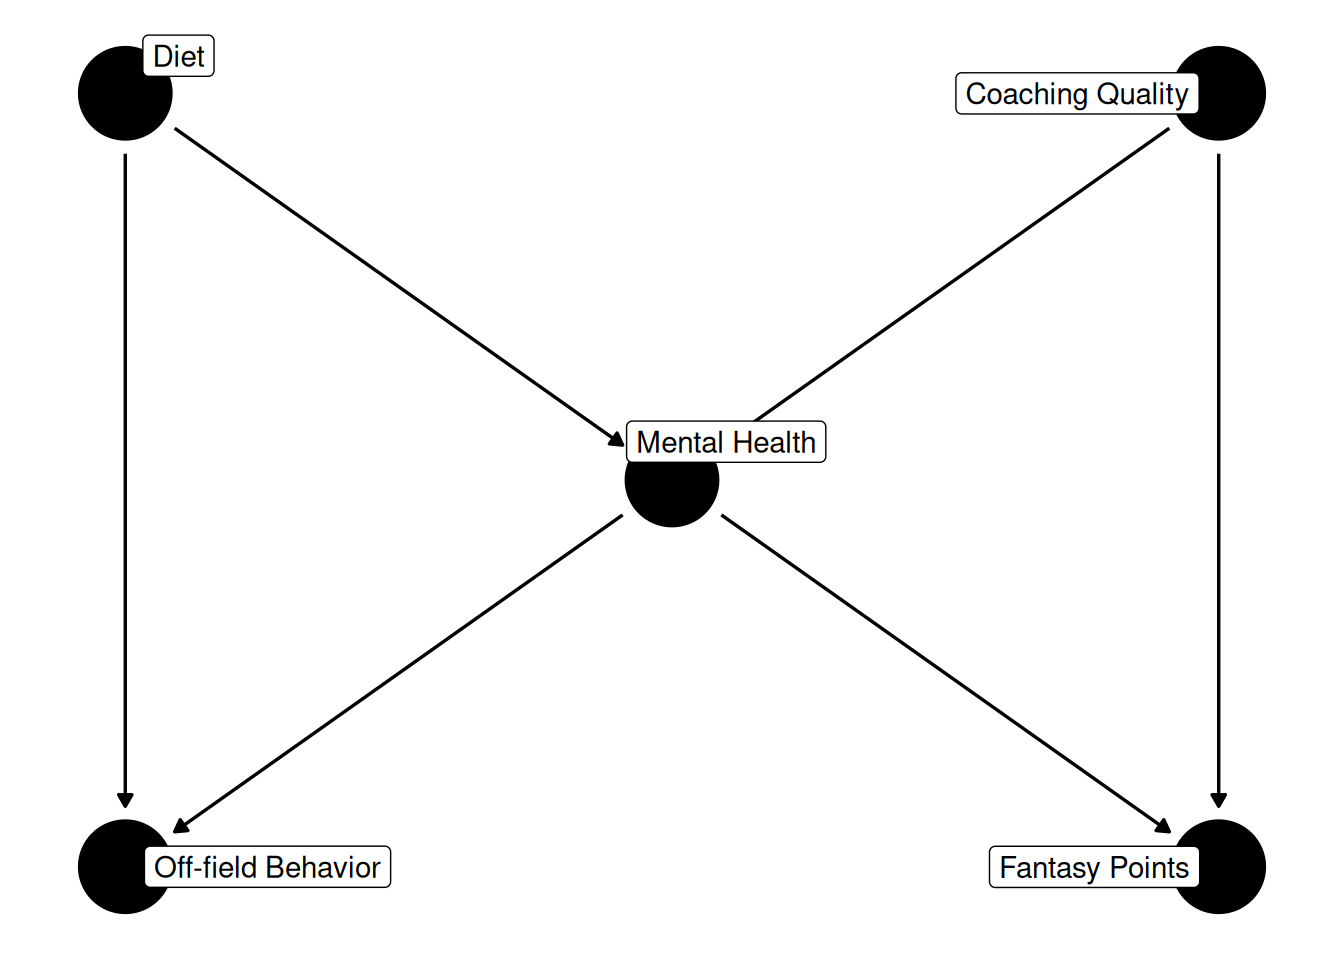 Diet
Coaching Quality
Mental Health
Off-field Behavior
Fantasy Points